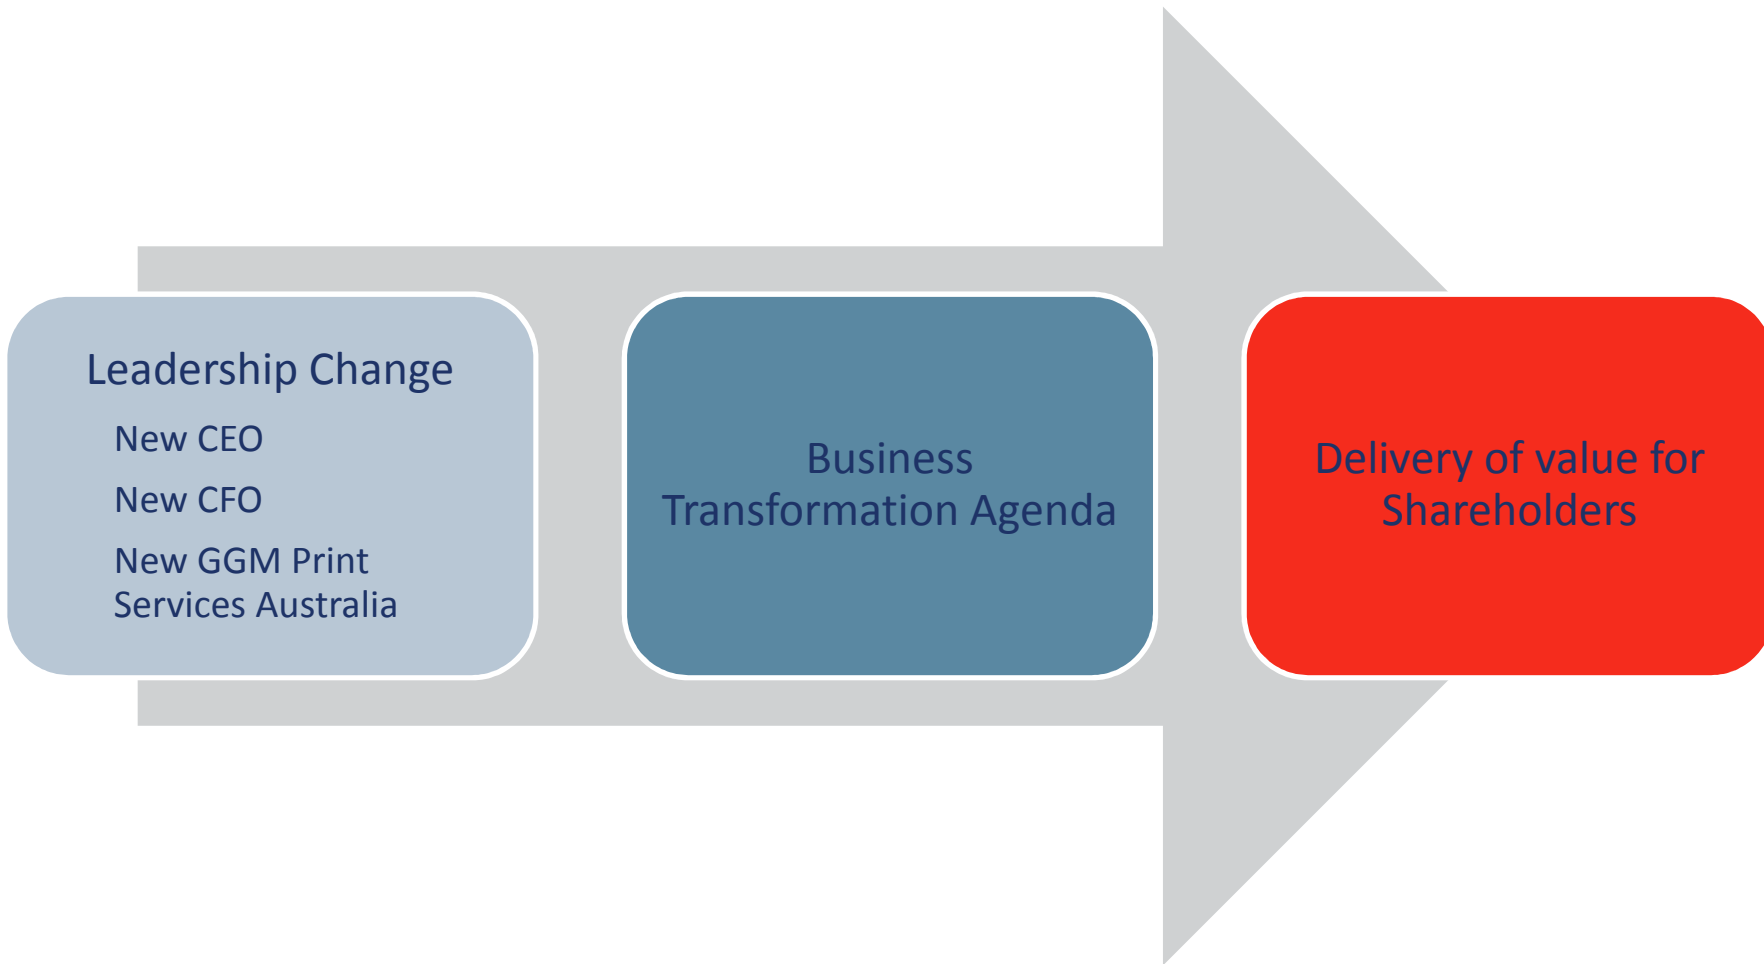 Leadership Change
New CEO
New CFO
New GGM Print
Services Australia
Business
Transformation Agenda
Delivery of value for
Shareholders